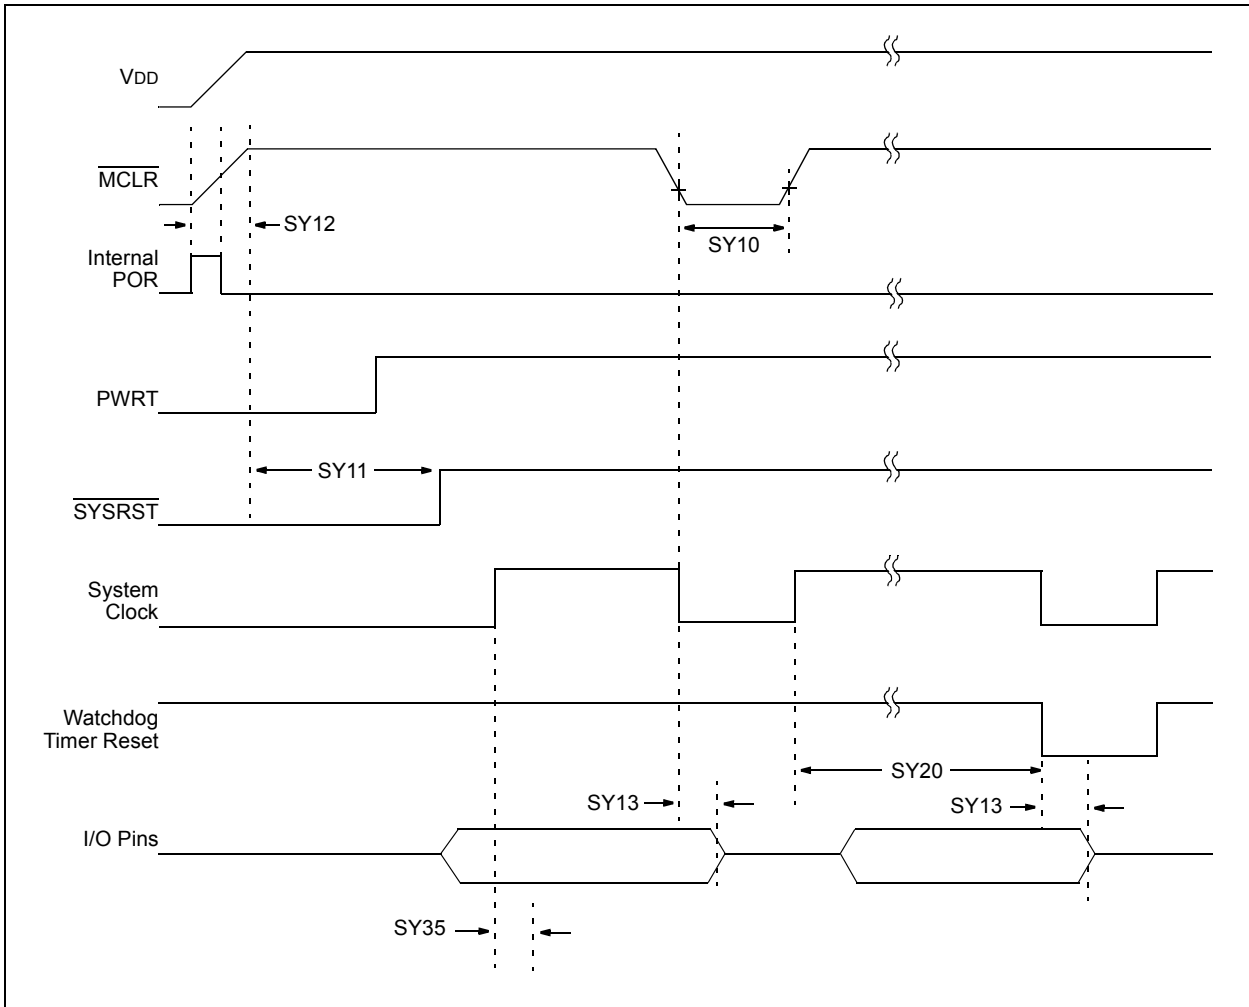 VDD
MCLR
SY12
SY10
Internal
POR
PWRT
SY11
SYSRST
System
Clock
Watchdog
Timer Reset
SY20
SY13
SY13
I/O Pins
SY35